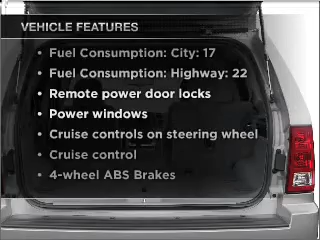 VEHICLE FEATURES
• Fuel Consumption: City: 17
• Fuel Consumption: Highway: 22
• Remote power door locks
• Power windows
• Cruise controls on steering wheel
• Cruise control
• 4-wheel ABS Brakes